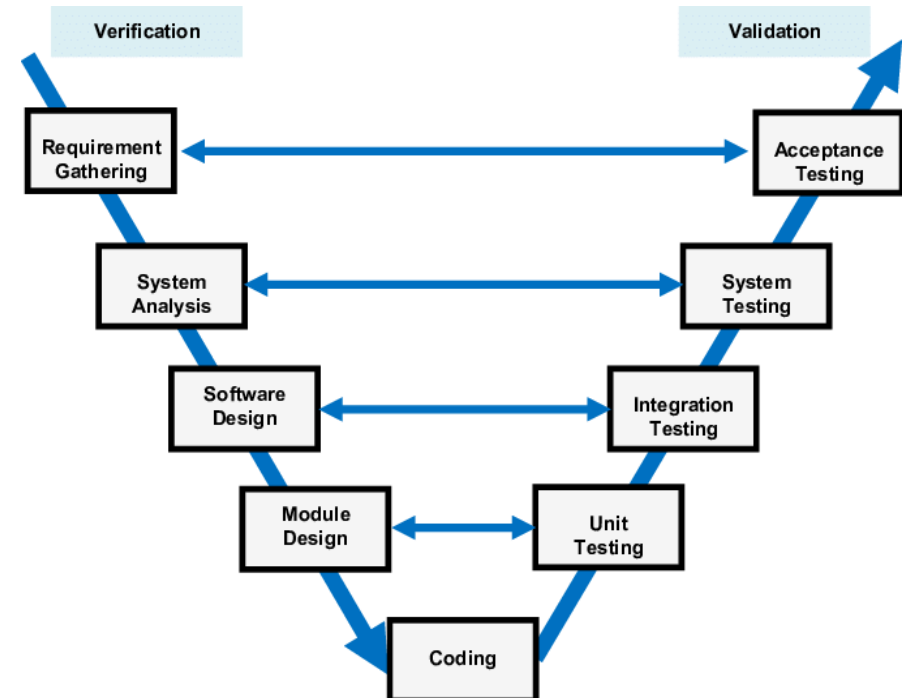 Verification
Validation
Requirement
Gathering
Acceptance
Testing
System
Analysis
System
Testing
Software
Design
Integration
Testing
Module
Design
Unit
Testing
Coding